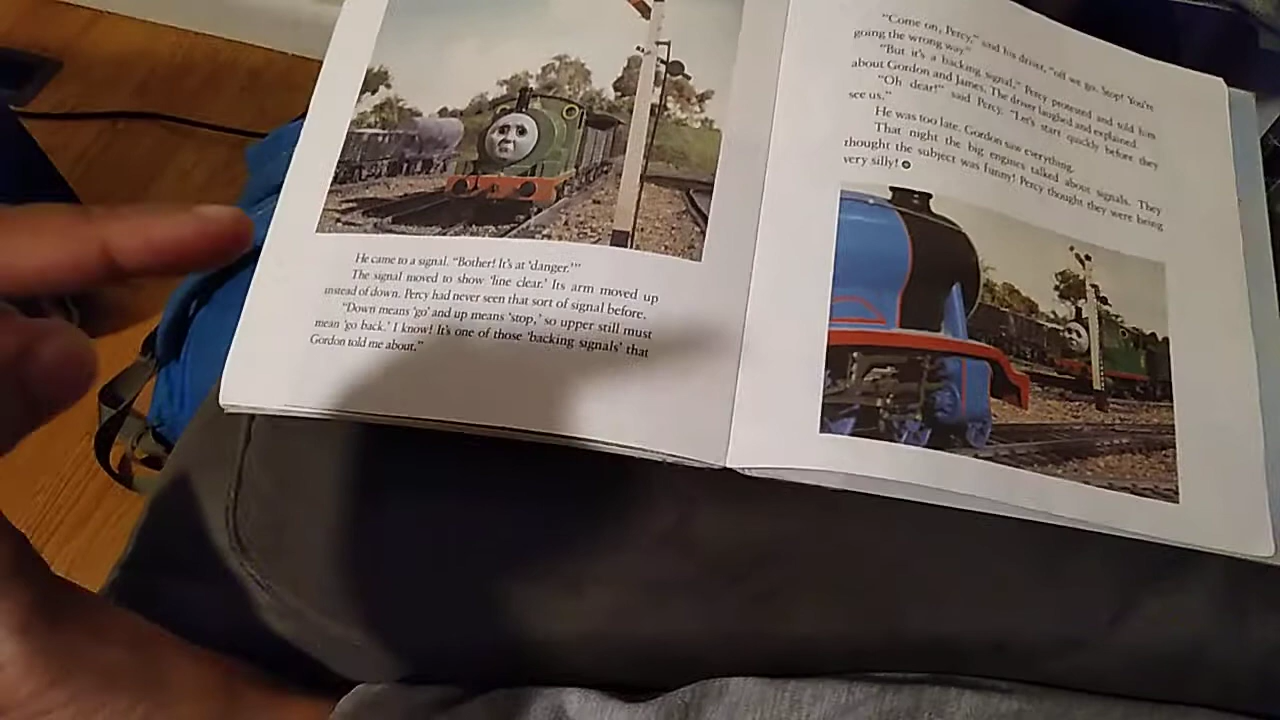 He came to a signal. "Bother! It's at 'danger.'"
The signal moved to show 'line clear.' Its arm moved up
instead of down. Percy had never seen that sort of signal before.
"Down means 'go' and up means 'stop,' so upper still must
mean 'go back.' I know! It's one of those 'backing signals' that
Gordon told me about."
"Come on, Percy," said his driver, "off we go. Stop! You're
going the wrong way."
"But it's a backing signal," Percy protested and told him
about Gordon and James. The driver laughed and explained.
"Oh dear!" said Percy. "Let's start quickly before they
see us."
He was too late. Gordon saw everything.
That night the big engines talked about signals. They
thought the subject was funny! Percy thought they were being
very silly!